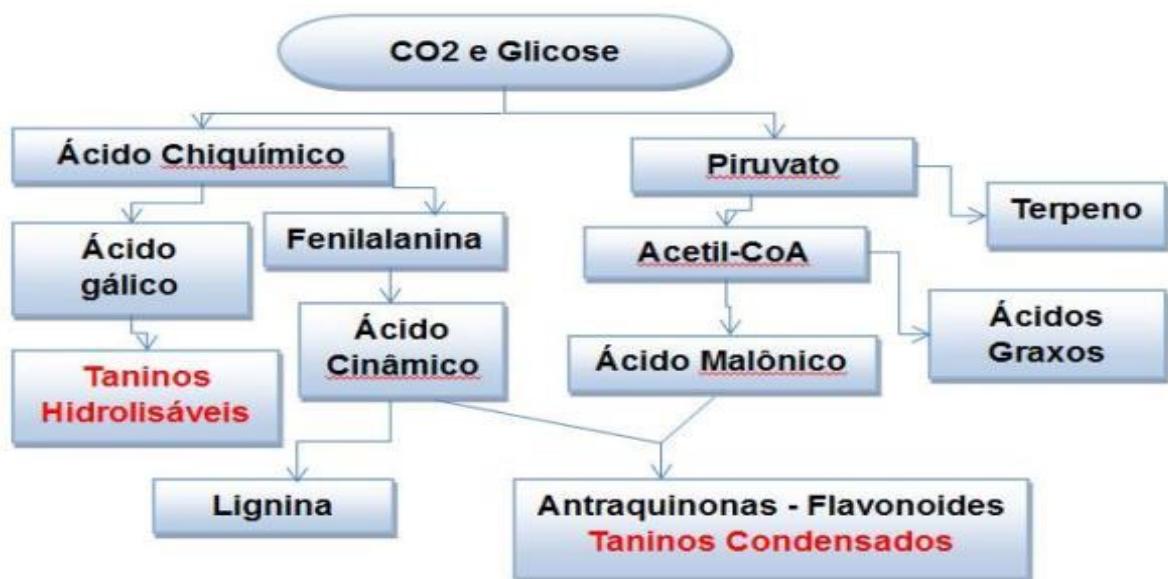 CO2 e Glicose
Ácido Chiquímico
Piruvato
Terpeno
Ácido
gálico
Fenilalanina
Acetil-CoA
Ácidos
Graxos
Ácido
Cinâmico
Ácido Malônico
Taninos
Hidrolisáveis
Lignina
Antraquinonas - Flavonoides
Taninos Condensados